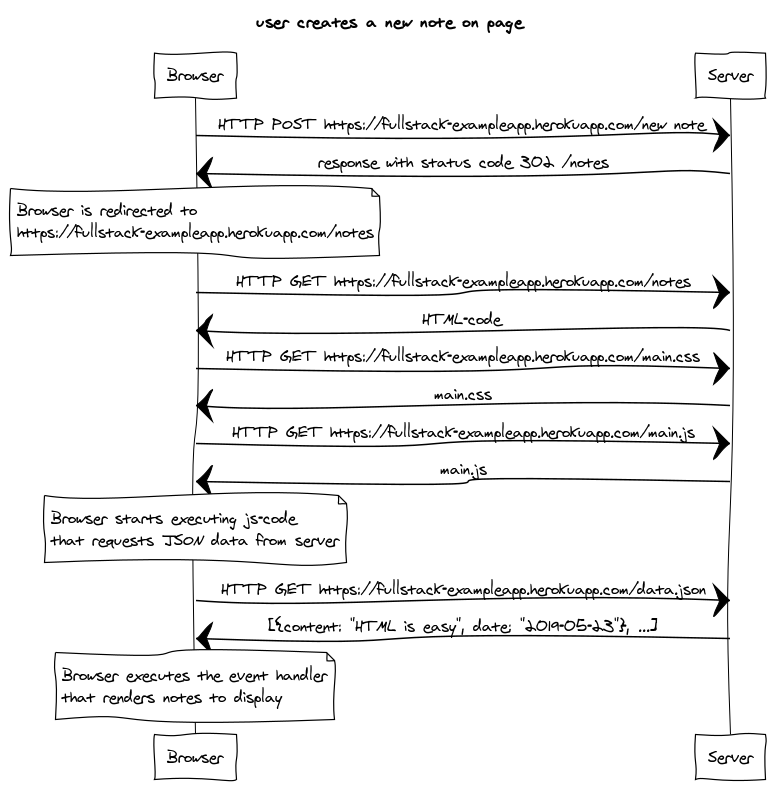 user creates a new note on page
Browser
Server
HTTP POST https://fullstack-exampleapp.herokuapp.com/new note
response with status code 302 /notes
Browser is redirected to
https://fullstack-exampleapp.herokuapp.com/notes
HTTP GET https://fullstack-exampleapp.herokuapp.com/notes
HTML-code
HTTP GET https://fullstack-exampleapp.herokuapp.com/main.css
main.css
HTTP GET https://fullstack-exampleapp.herokuapp.com/main.js
main.js
Browser starts executing js-code
that requests JSON data from server
HTTP GET https://fullstack-exampleapp.herokuapp.com/data.json
[{content: "HTML is easy", date: "2019-05-23"}, ...]
Browser executes the event handler
that renders notes to display
Browser
Server